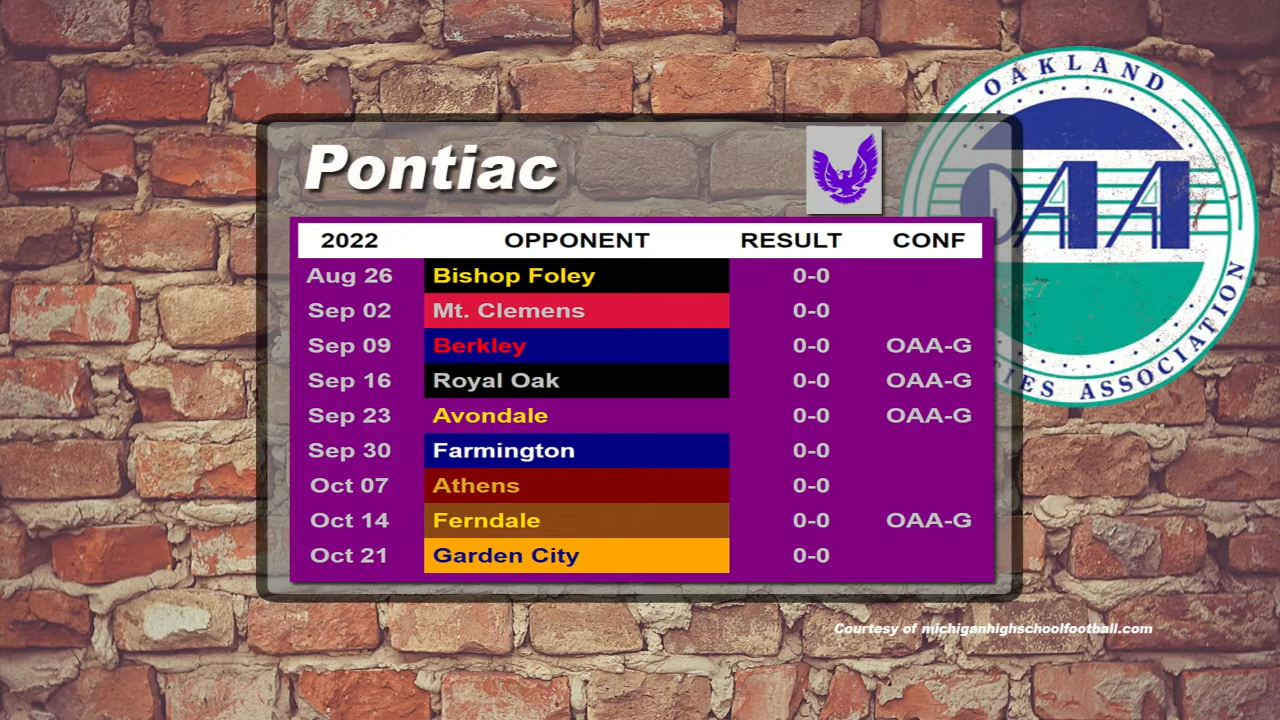 Pontiac
OAKLAND
OAA
ASSOCIATION
2022 OPPONENT RESULT CONF
Aug 26 Bishop Foley 0-0
Sep 02 Mt. Clemens 0-0
Sep 09 Berkley 0-0 OAA-G
Sep 16 Royal Oak 0-0 OAA-G
Sep 23 Avondale 0-0 OAA-G
Sep 30 Farmington 0-0
Oct 07 Athens 0-0
Oct 14 Ferndale 0-0 OAA-G
Oct 21 Garden City 0-0
Courtesy of michiganhighschoolfootball.com